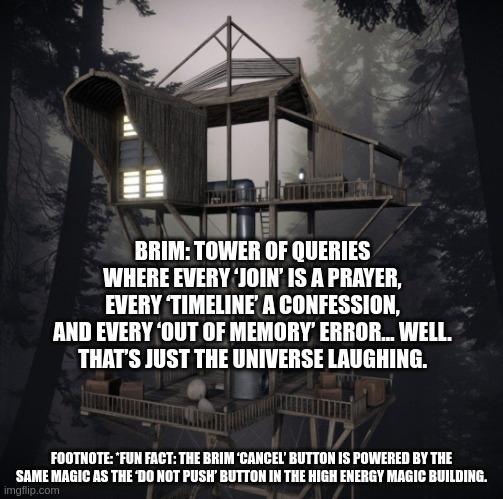 BRIM: TOWER OF QUERIES
WHERE EVERY ‘JOIN’ IS A PRAYER,
EVERY ‘TIMELINE’ A CONFESSION,
AND EVERY ‘OUT OF MEMORY’ ERROR... WELL.
THAT’S JUST THE UNIVERSE LAUGHING.
FOOTNOTE: *FUN FACT: THE BRIM ‘CANCEL’ BUTTON IS POWERED BY THE
SAME MAGIC AS THE ‘DO NOT PUSH’ BUTTON IN THE HIGH ENERGY MAGIC BUILDING.
imgflip.com